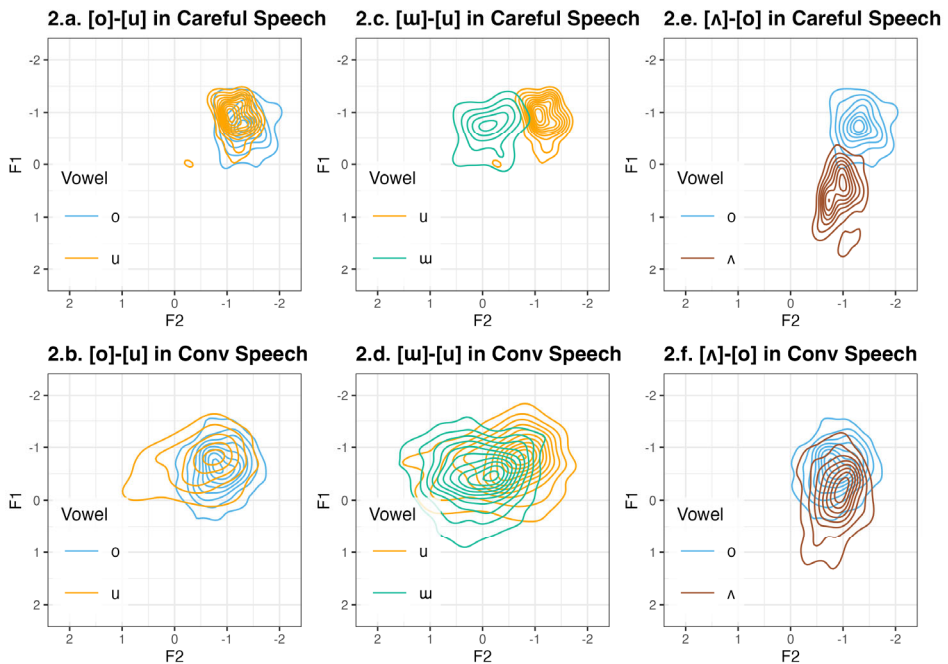 2.a. [o]-[u] in Careful Speech
-2
-1
0
1
2
F1
Vowel
o
u
2 1 0 -1 -2
F2
2.c. [ɯ]-[u] in Careful Speech
-2
-1
0
1
2
F1
Vowel
u
ɯ
2 1 0 -1 -2
F2
2.e. [ʌ]-[o] in Careful Speech
-2
-1
0
1
2
F1
Vowel
o
ʌ
2 1 0 -1 -2
F2
2.b. [o]-[u] in Conv Speech
-2
-1
0
1
2
F1
Vowel
o
u
2 1 0 -1 -2
F2
2.d. [ɯ]-[u] in Conv Speech
-2
-1
0
1
2
F1
Vowel
u
ɯ
2 1 0 -1 -2
F2
2.f. [ʌ]-[o] in Conv Speech
-2
-1
0
1
2
F1
Vowel
o
ʌ
2 1 0 -1 -2
F2